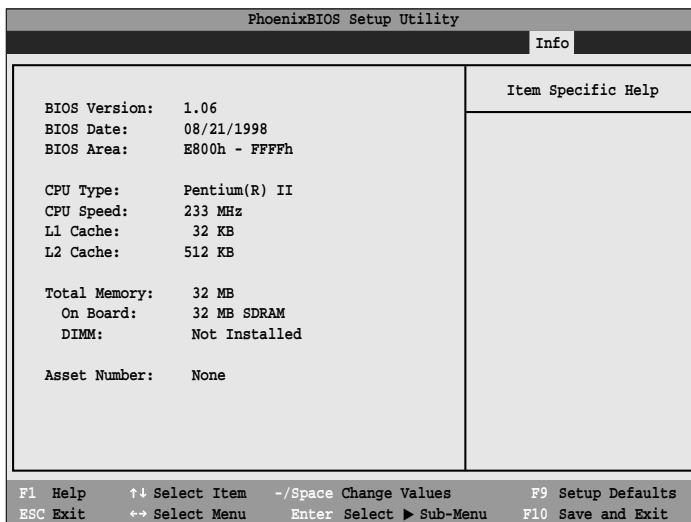 PhoenixBIOS Setup Utility
Info
Item Specific Help
BIOS Version: 1.06
BIOS Date: 08/21/1998
BIOS Area: E800h - FFFFh
CPU Type: Pentium(R) II
CPU Speed: 233 MHz
L1 Cache: 32 KB
L2 Cache: 512 KB
Total Memory: 32 MB
On Board: 32 MB SDRAM
DIMM: Not Installed
Asset Number: None
F1 Help ↑↓ Select Item -/Space Change Values F9 Setup Defaults
ESC Exit ←→ Select Menu Enter Select ▶ Sub-Menu F10 Save and Exit